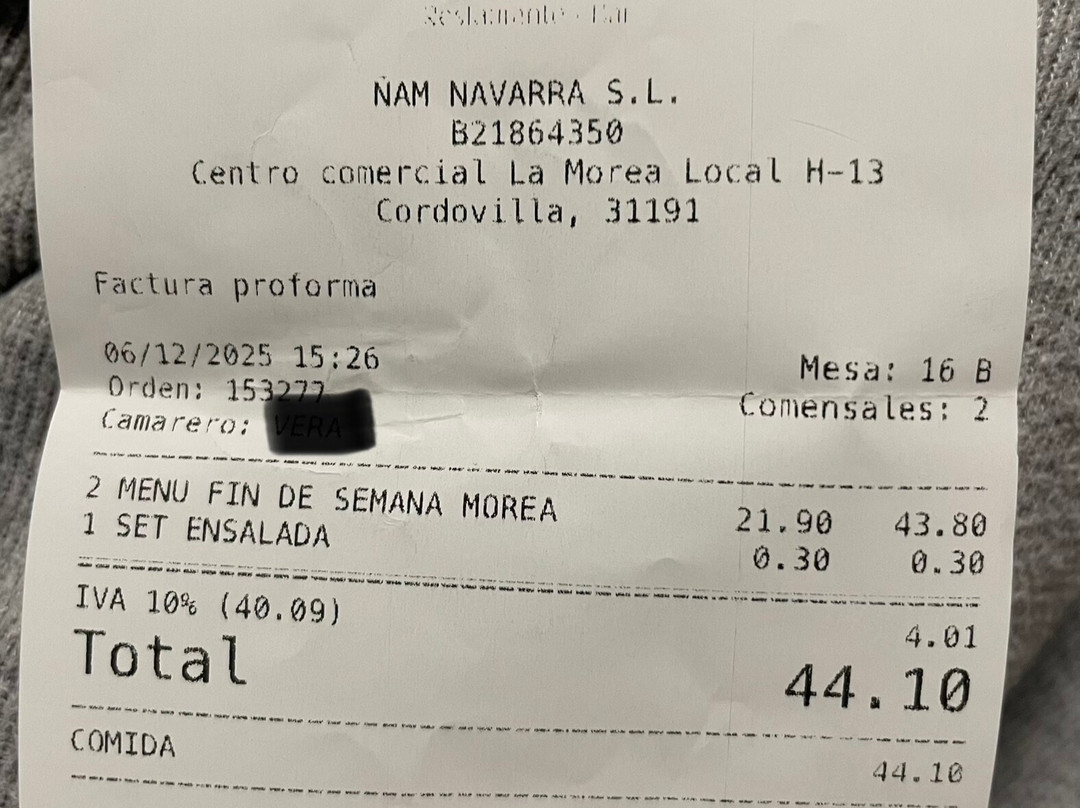 Restaurante - Bar
ÑAM NAVARRA S.L.
B21864350
Centro comercial La Morea Local H-13
Cordovilla, 31191
Factura proforma
06/12/2025 15:26
Mesa: 16 B
Orden: 153277
Comensales: 2
Camarero:
2 MENU FIN DE SEMANA MOREA 21.90 43.80
1 SET ENSALADA 0.30 0.30
IVA 10% (40.09) 4.01
Total 44.10
COMIDA 44.10